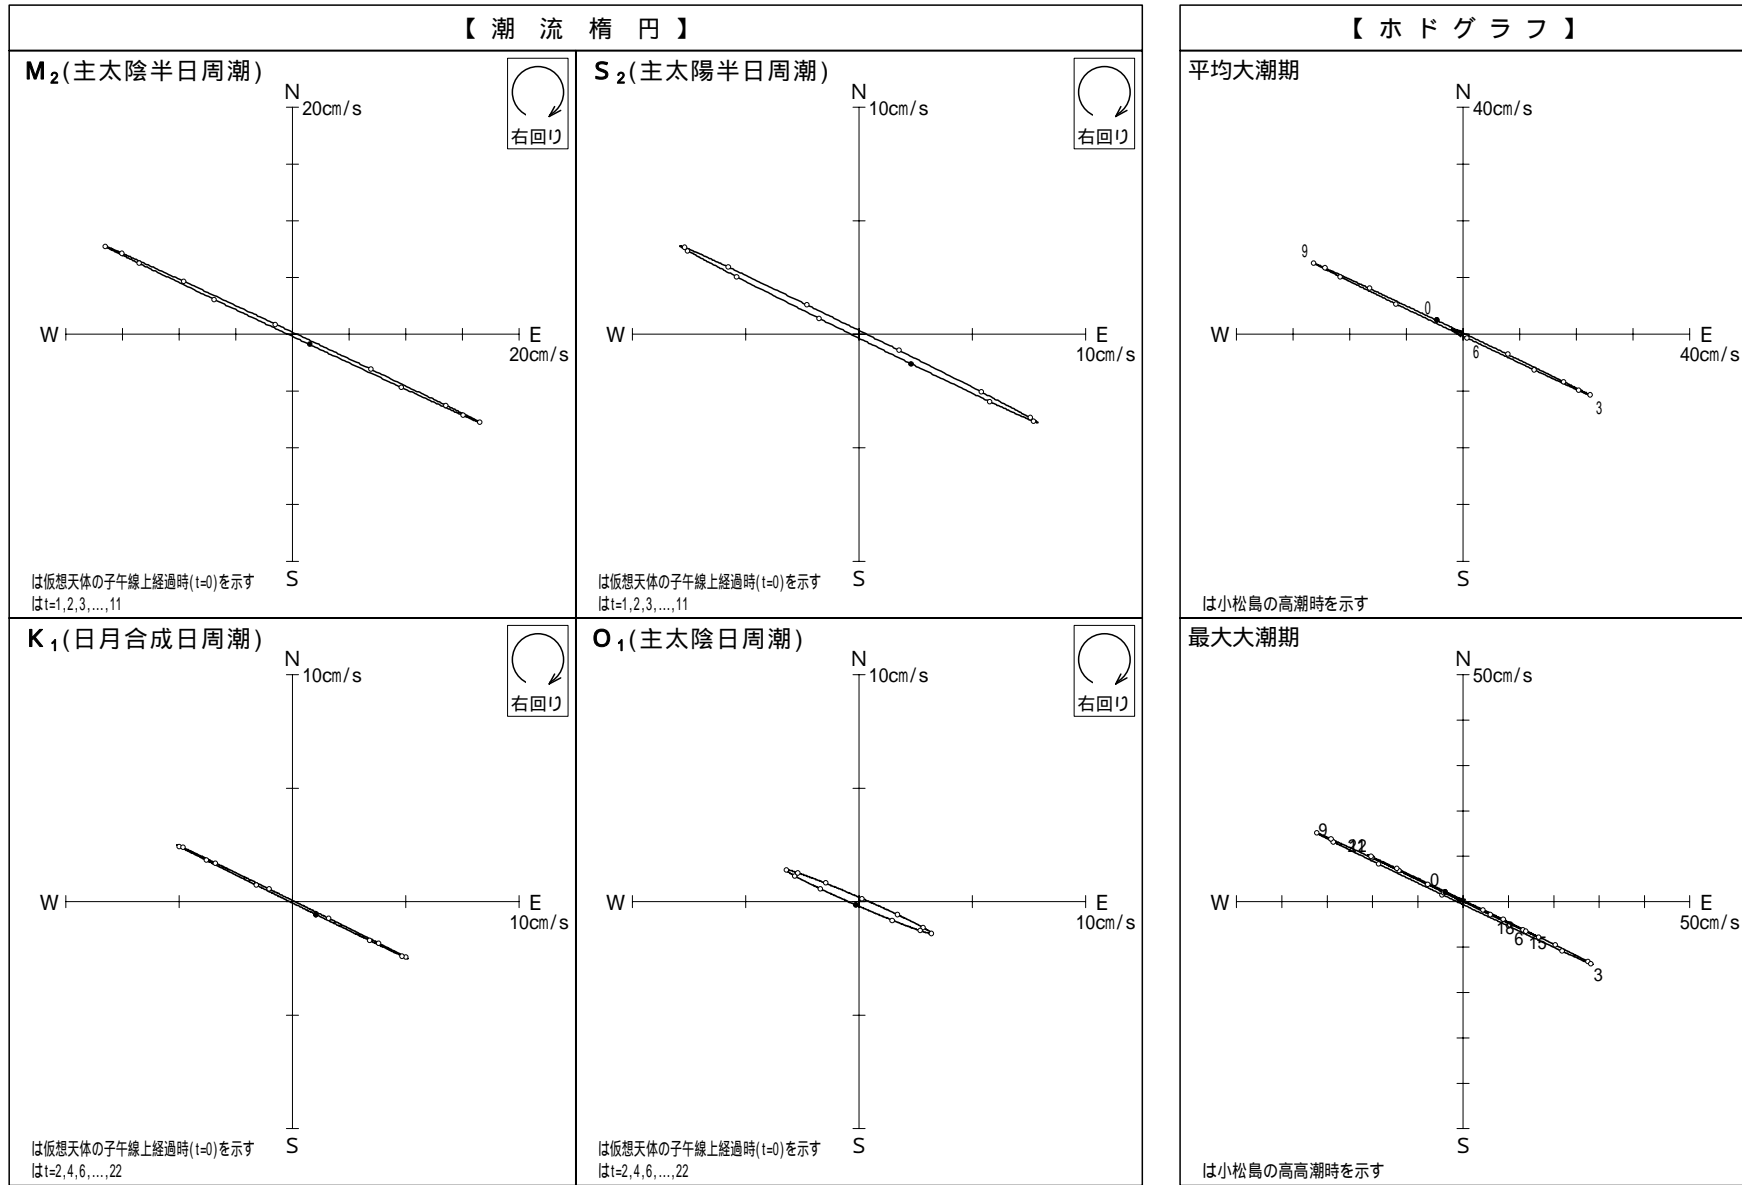 【 潮 流 楕 円 】
M₂(主太陰半日周潮)
右回り
N
20㎝/s
W
E
20㎝/s
S
は仮想天体の子午線上経過時(t=0)を示す
はt=1,2,3,...,11
S₂(主太陽半日周潮)
右回り
N
10㎝/s
W
E
10㎝/s
S
は仮想天体の子午線上経過時(t=0)を示す
はt=1,2,3,...,11
K₁(日月合成日周潮)
右回り
N
10㎝/s
W
E
10㎝/s
S
は仮想天体の子午線上経過時(t=0)を示す
はt=2,4,6,...,22
O₁(主太陰日周潮)
右回り
N
10㎝/s
W
E
10㎝/s
S
は仮想天体の子午線上経過時(t=0)を示す
はt=2,4,6,...,22
【 ホ ド グ ラ フ 】
平均大潮期
N
40㎝/s
9
0
W
E
40㎝/s
6
3
S
は小松島の高潮時を示す
最大大潮期
N
50㎝/s
9
0
W
E
50㎝/s
18
6
15
3
S
は小松島の高高潮時を示す